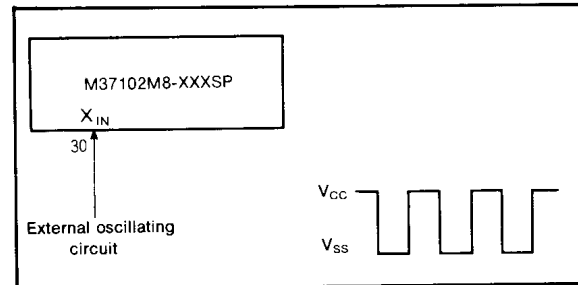 M37102M8-XXXSP
XIN
30
External oscillating
circuit
VCC
VSS